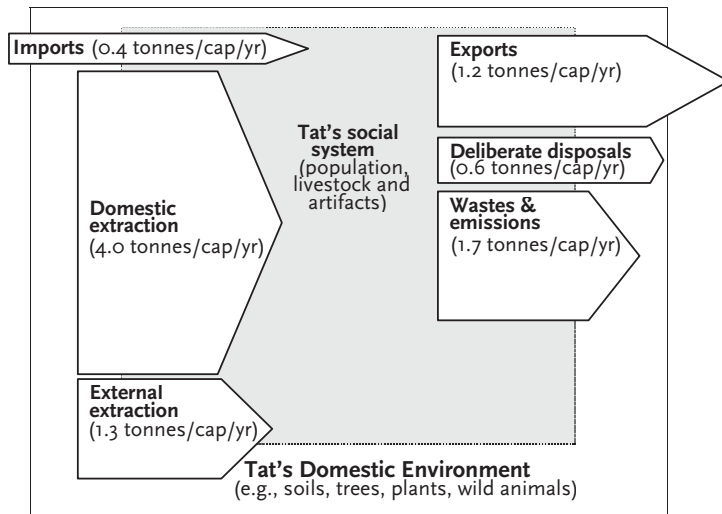 Imports (0.4 tonnes/cap/yr)
Domestic
extraction
(4.0 tonnes/cap/yr)
External
extraction
(1.3 tonnes/cap/yr)
Tat's social
system
(population,
livestock and
artifacts)
Exports
(1.2 tonnes/cap/yr)
Deliberate disposals
(0.6 tonnes/cap/yr)
Wastes &
emissions
(1.7 tonnes/cap/yr)
Tat's Domestic Environment
(e.g., soils, trees, plants, wild animals)